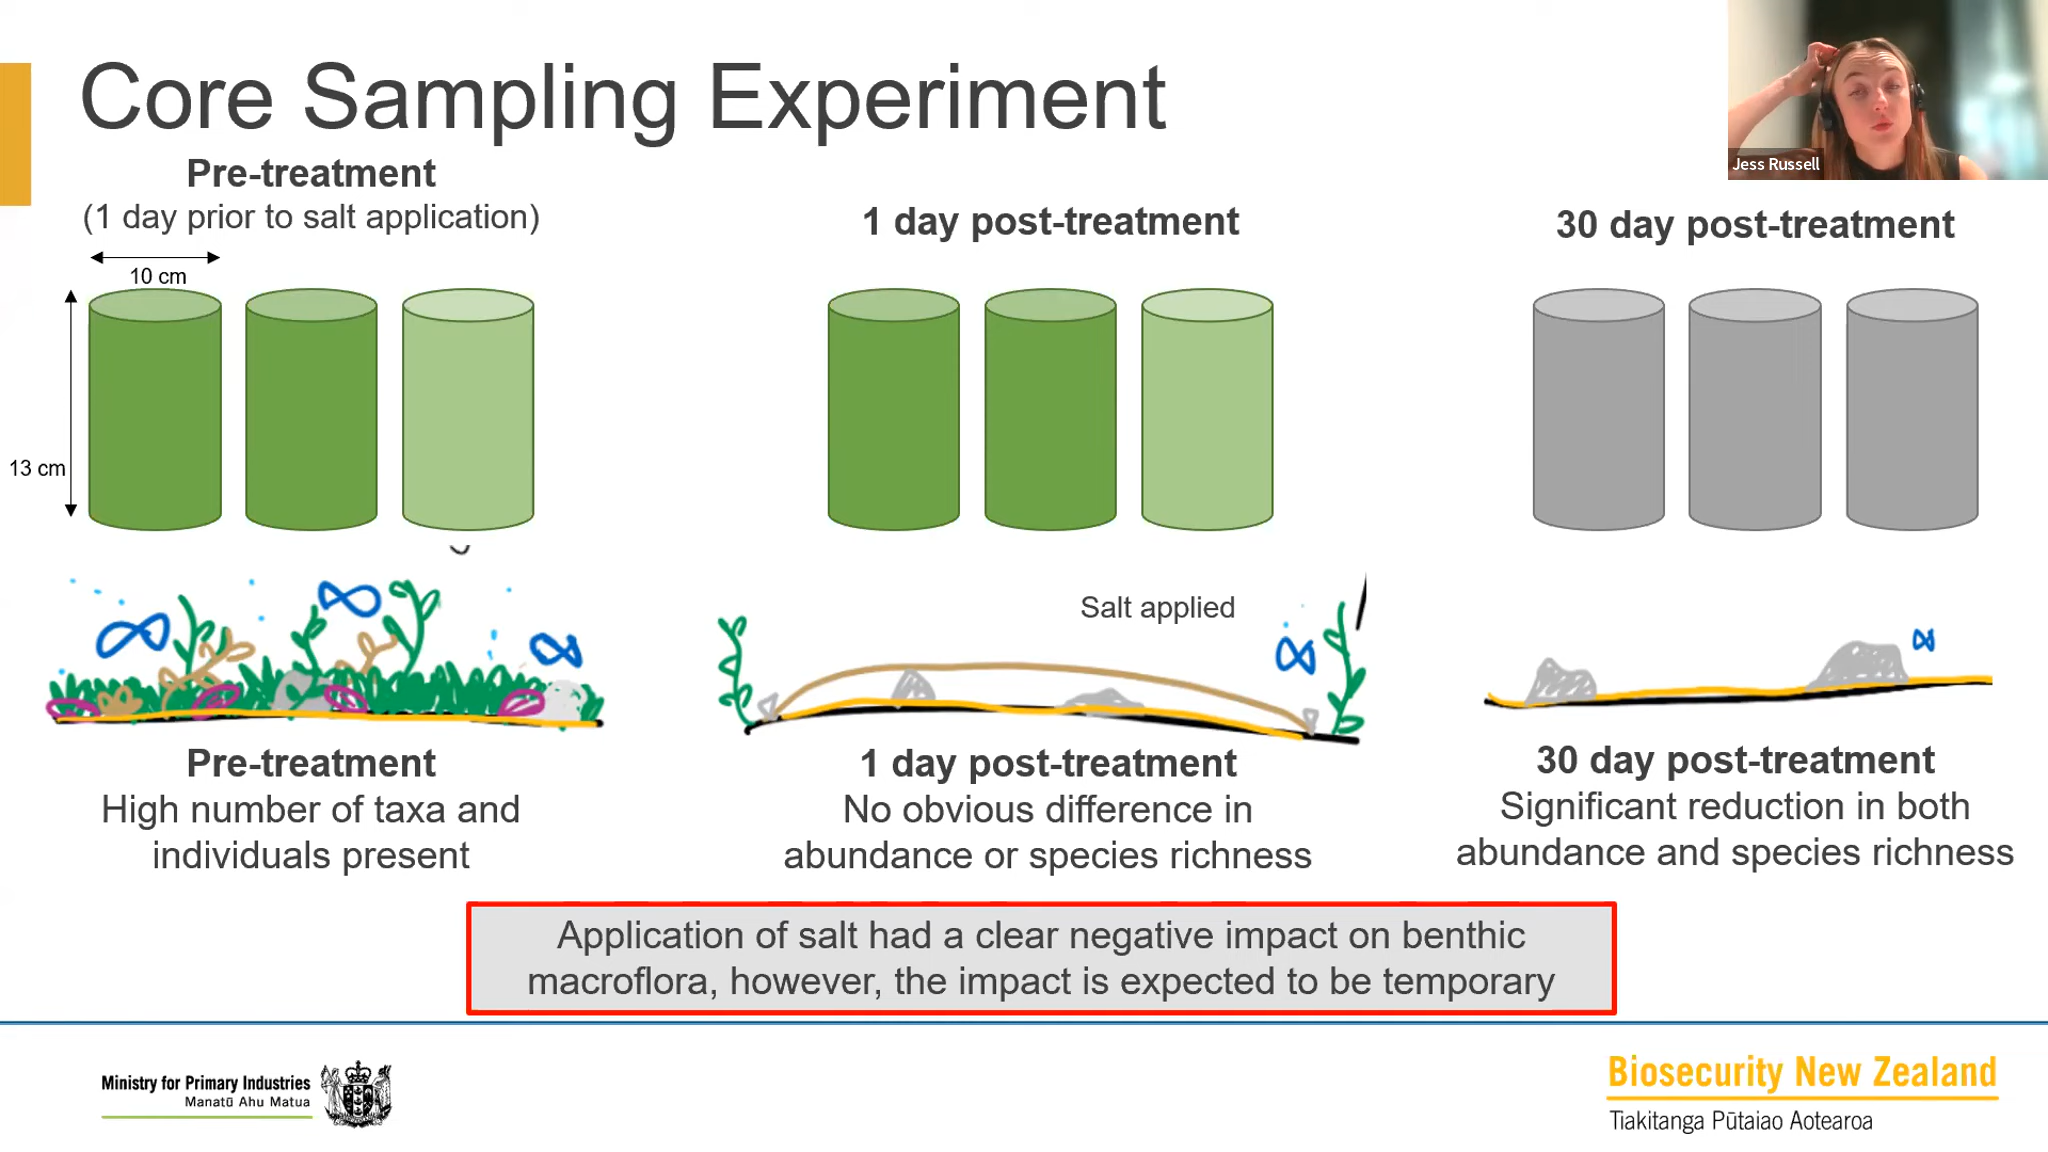 Core Sampling Experiment
Jess Russell
Pre-treatment
(1 day prior to salt application)
1 day post-treatment
30 day post-treatment
10 cm
13 cm
Salt applied
Pre-treatment
High number of taxa and
individuals present
1 day post-treatment
No obvious difference in
abundance or species richness
30 day post-treatment
Significant reduction in both
abundance and species richness
Application of salt had a clear negative impact on benthic
macroflora, however, the impact is expected to be temporary
Ministry for Primary Industries
Manatū Ahu Matua
Biosecurity New Zealand
Tiakitanga Pūtaiao Aotearoa